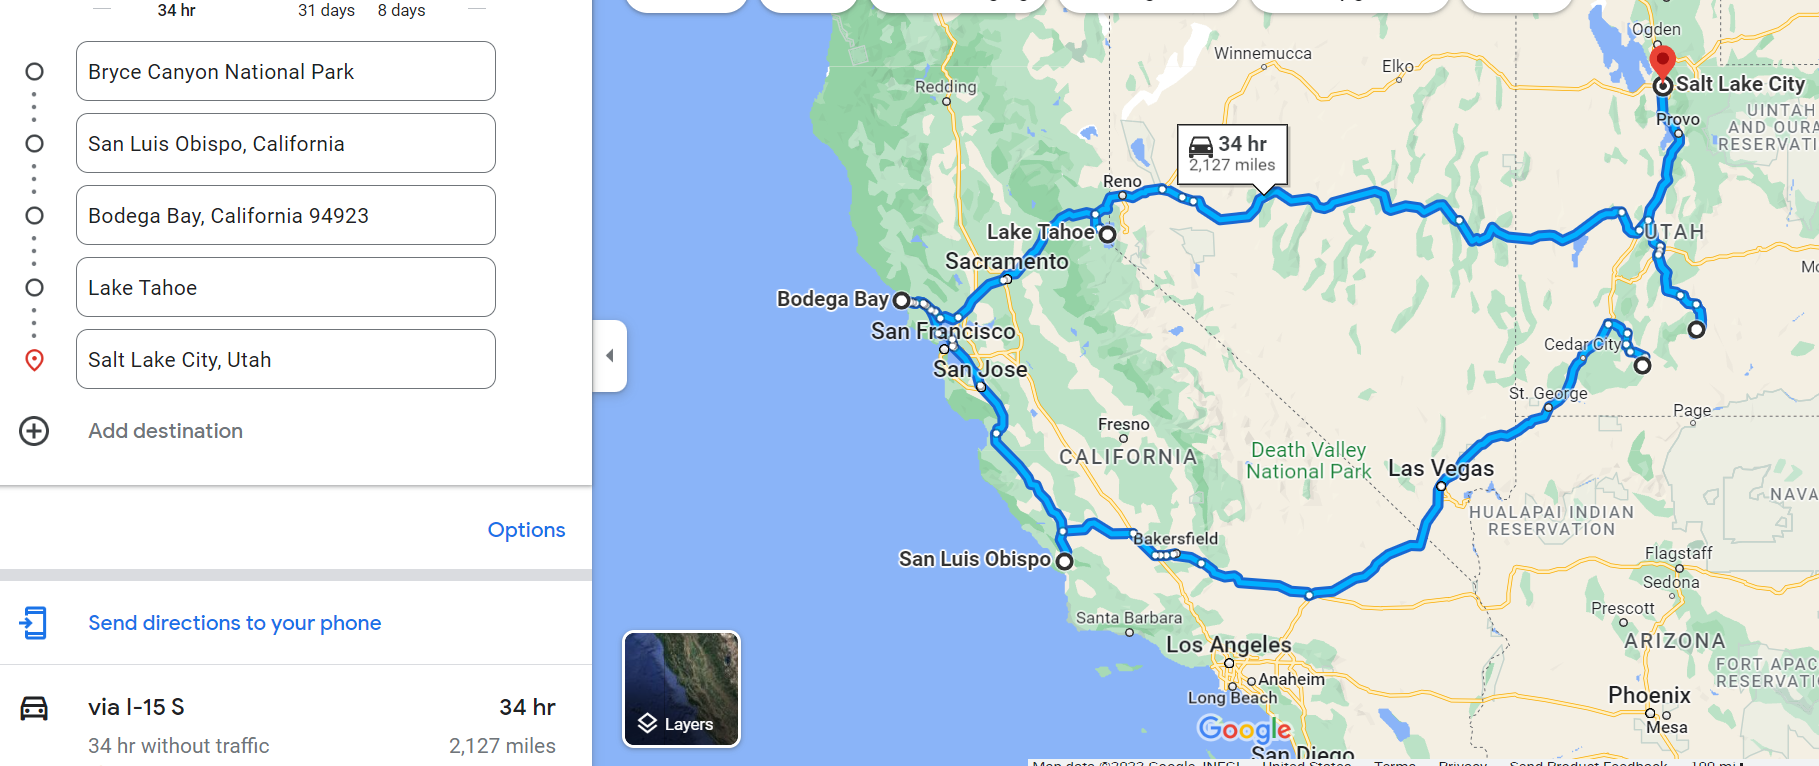 34 hr
31 days
8 days
Bryce Canyon National Park
San Luis Obispo, California
Bodega Bay, California 94923
Lake Tahoe
Salt Lake City, Utah
Add destination
Options
Send directions to your phone
via I-15 S
34 hr
34 hr without traffic
2,127 miles
Layers
Ogden
Winnemucca
Elko
Salt Lake City
Redding
UINTAH
AND OURA
RESERVATI
Provo
34 hr
2,127 miles
Reno
Lake Tahoe
UTAH
Sacramento
Mo
Bodega Bay
San Francisco
Cedar City
San Jose
St. George
Page
Fresno
CALIFORNIA
Death Valley
National Park
Las Vegas
NAVA
HUALAPAI INDIAN
RESERVATION
Bakersfield
San Luis Obispo
Flagstaff
Sedona
Prescott
Santa Barbara
ARIZONA
Los Angeles
FORT APAC
RESERVATI
Anaheim
Long Beach
Phoenix
Mesa
Google
San Diego
Map data ©2023 Google, INEGI
United States
Terms
Privacy
Send Product Feedback
100 mi